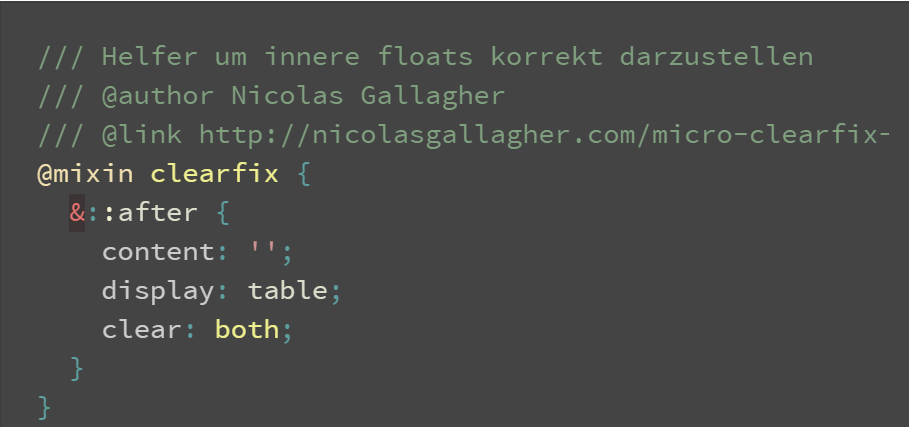 /// Helfer um innere floats korrekt darzustellen
/// @author Nicolas Gallagher
/// @link http://nicolasgallagher.com/micro-clearfix-
@mixin clearfix {
  &::after {
    content: '';
    display: table;
    clear: both;
  }
}